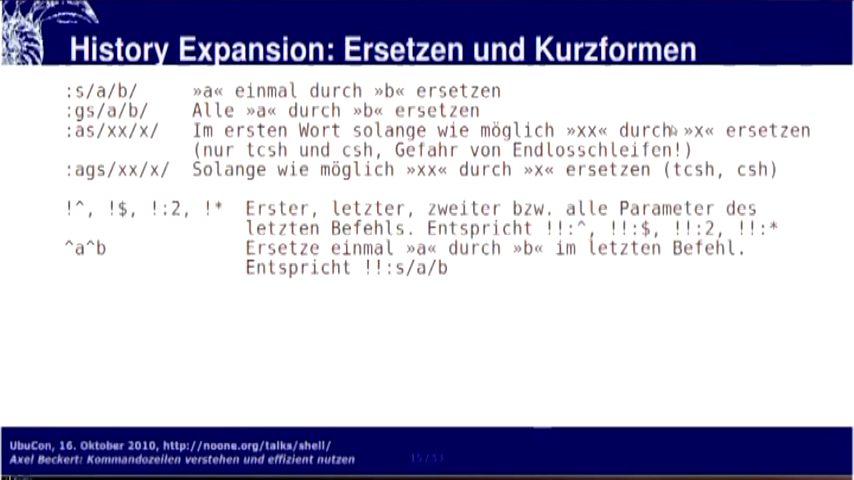 History Expansion: Ersetzen und Kurzformen
:s/a/b/ »a« einmal durch »b« ersetzen
:gs/a/b/ Alle »a« durch »b« ersetzen
:as/xx/x/ Im ersten Wort solange wie möglich »xx« durch »x« ersetzen
(nur tcsh und csh, Gefahr von Endlosschleifen!)
:ags/xx/x/ Solange wie möglich »xx« durch »x« ersetzen (tcsh, csh)
!^, !$, !:2, !* Erster, letzter, zweiter bzw. alle Parameter des
letzten Befehls. Entspricht !!:^, !!:$, !!:2, !!:*
^a^b Ersetze einmal »a« durch »b« im letzten Befehl.
Entspricht !!:s/a/b
UbuCon, 16. Oktober 2010, http://noone.org/talks/shell/
Axel Beckert: Kommandozeilen verstehen und effizient nutzen